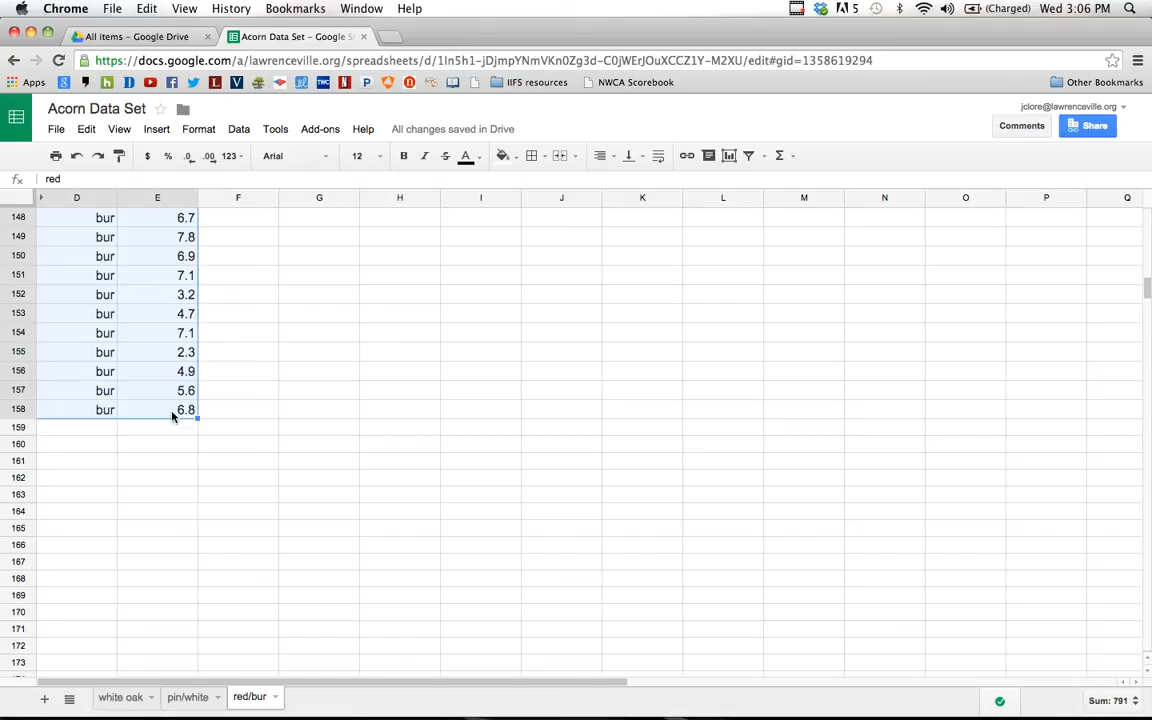 Chrome File Edit View History Bookmarks Window Help 5 (Charged) Wed 3:06 PM
All items – Google Drive Acorn Data Set – Google S
https://docs.google.com/a/lawrenceville.org/spreadsheets/d/1In5h1-jDjmpYNmVKn0Zg3d-C0jWErJOuXCCZ1Y-M2XU/edit#gid=1358619294
Apps IIFS resources NWCA Scorebook Other Bookmarks
Acorn Data Set jclore@lawrenceville.org
File Edit View Insert Format Data Tools Add-ons Help All changes saved in Drive Comments Share
$ % .0 .00 123 Arial 12 B I S A Σ
fx red
D E F G H I J K L M N O P Q
148 bur 6.7
149 bur 7.8
150 bur 6.9
151 bur 7.1
152 bur 3.2
153 bur 4.7
154 bur 7.1
155 bur 2.3
156 bur 4.9
157 bur 5.6
158 bur 6.8
159
160
161
162
163
164
165
166
167
168
169
170
171
172
173
white oak pin/white red/bur Sum: 791